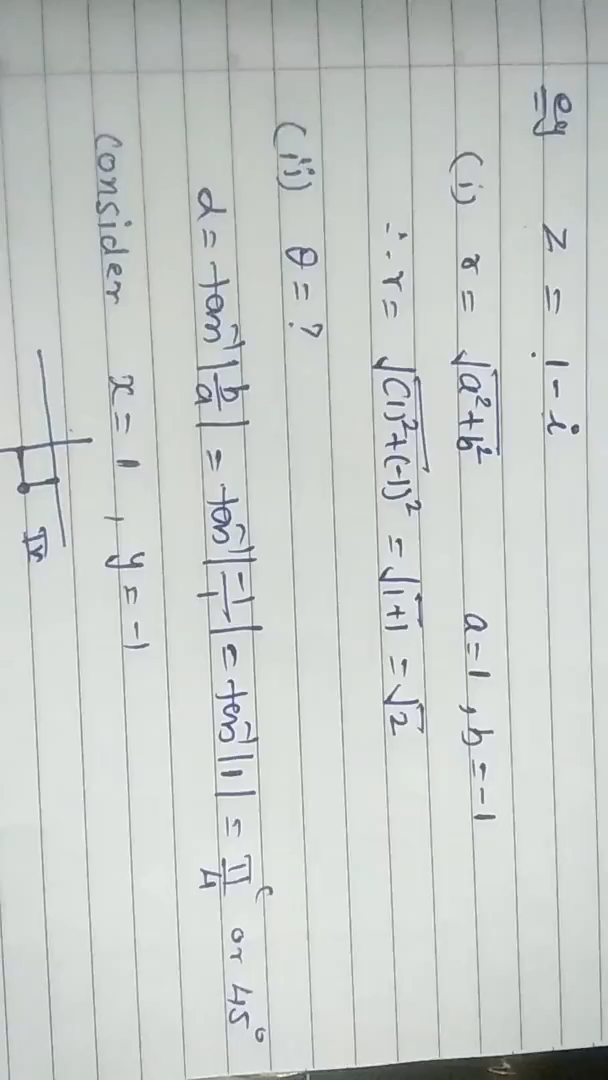 eg z = 1 - i
(i) r = √a²+b² a = 1 , b = -1
∴ r = √(1)²+(-1)² = √1+1 = √2
(ii) θ = ?
α = tan⁻¹ |b/a| = tan⁻¹ |-1/1| = tan⁻¹ |1| = π/4 ᶜ or 45°
Consider x = 1 , y = -1
IV